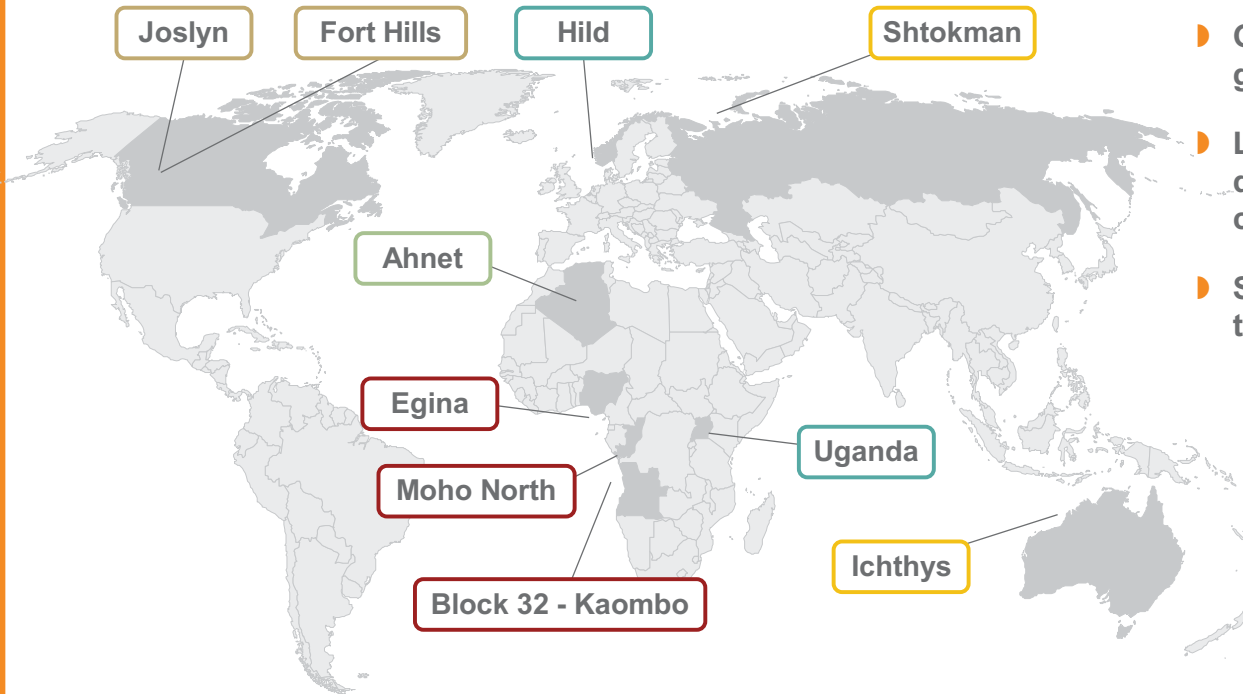 Joslyn
Fort Hills
Hild
Shtokman
Ahnet
Egina
Uganda
Moho North
Ichthys
Block 32 - Kaombo